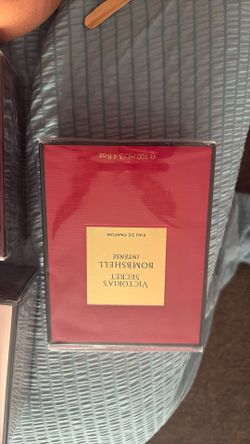 VICTORIA'S
SECRET
BOMBSHELL
INTENSE
EAU DE PARFUM
℮ 100 mL/3.4 fl oz